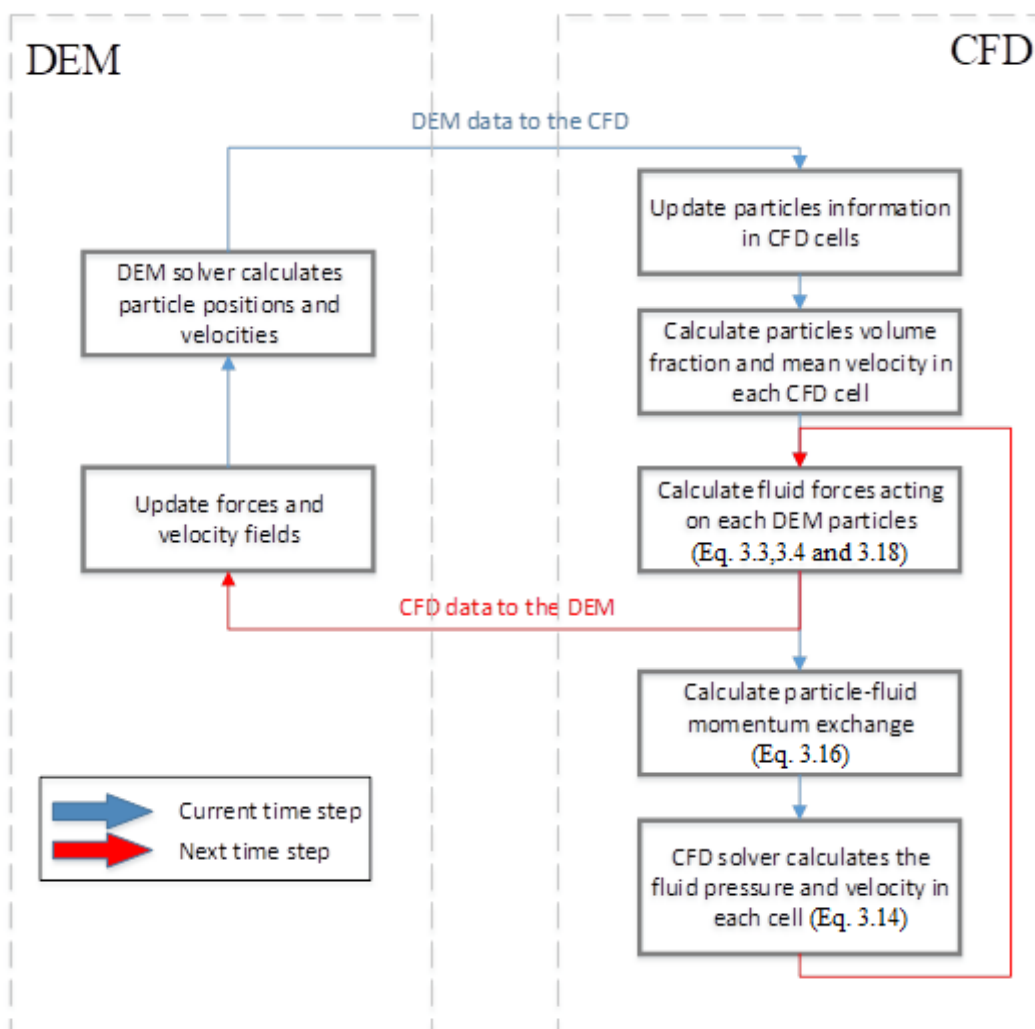 DEM
CFD
DEM data to the CFD
Update particles information
in CFD cells
DEM solver calculates
particle positions and
velocities
Calculate particles volume
fraction and mean velocity in
each CFD cell
Update forces and
velocity fields
Calculate fluid forces acting
on each DEM particles
(Eq. 3.3,3.4 and 3.18)
CFD data to the DEM
Calculate particle-fluid
momentum exchange
(Eq. 3.16)
Current time step
Next time step
CFD solver calculates the
fluid pressure and velocity in
each cell (Eq. 3.14)